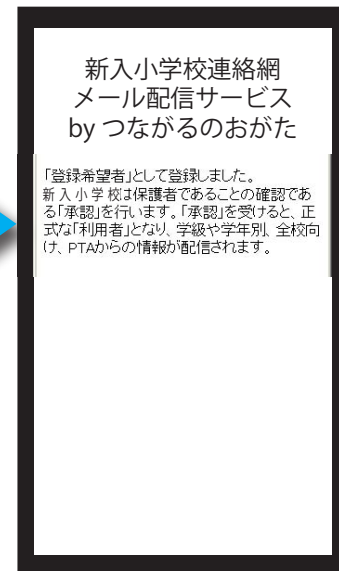 新入小学校連絡網
メール配信サービス
by つながるのおがた
「登録希望者」として登録しました。
新入小学校は保護者であることの確認であ
る「承認」を行います。「承認」を受けると、正
式な「利用者」となり、学級や学年別、全校向
け、PTAからの情報が配信されます。